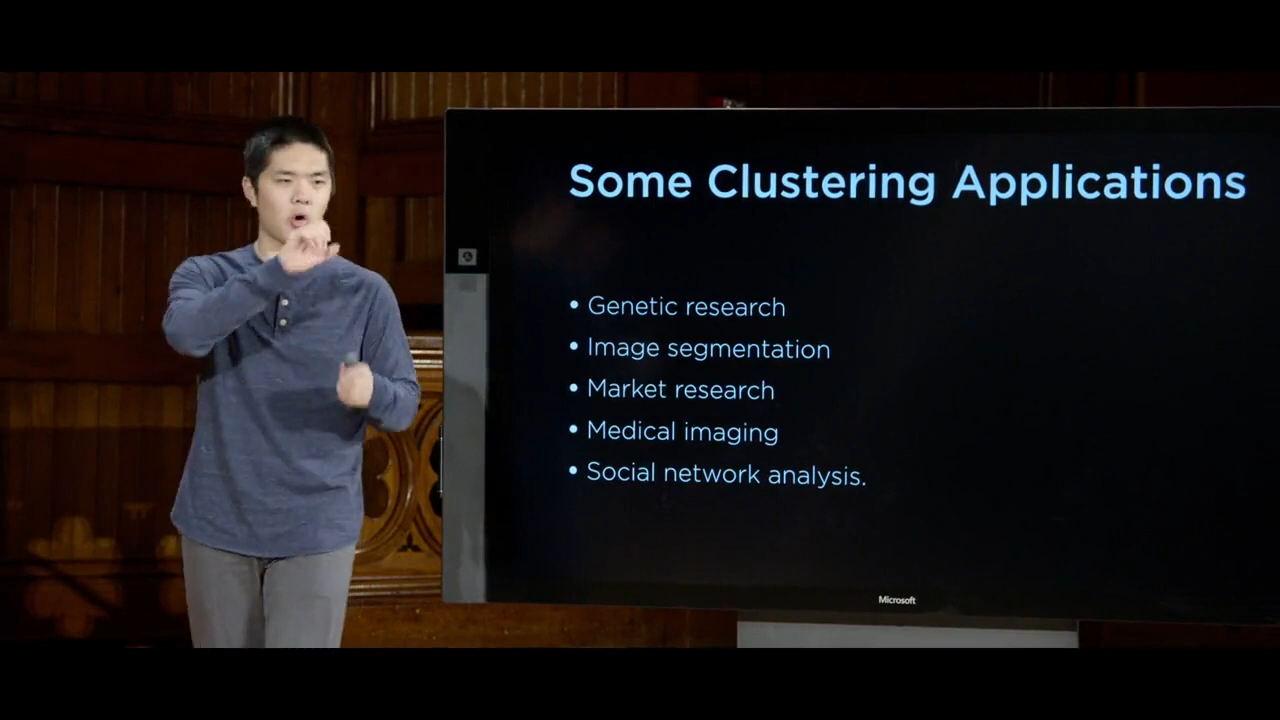 Some Clustering Applications
• Genetic research
• Image segmentation
• Market research
• Medical imaging
• Social network analysis.
Microsoft